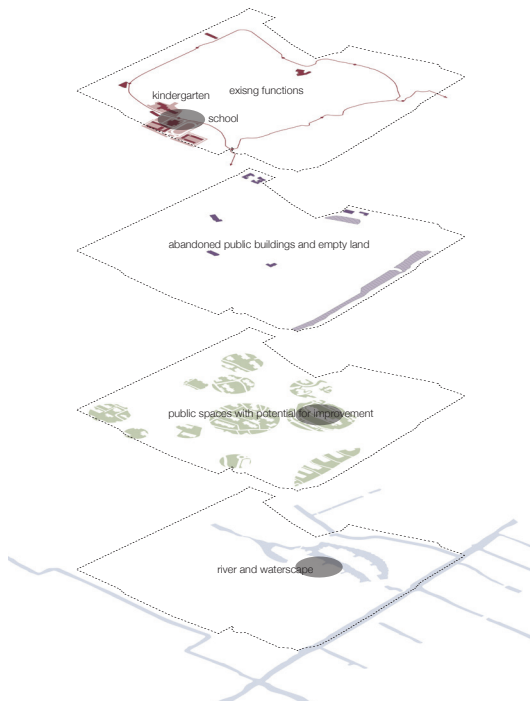 kindergarten
exisng functions
school
abandoned public buildings and empty land
public spaces with potential for improvement
river and waterscape